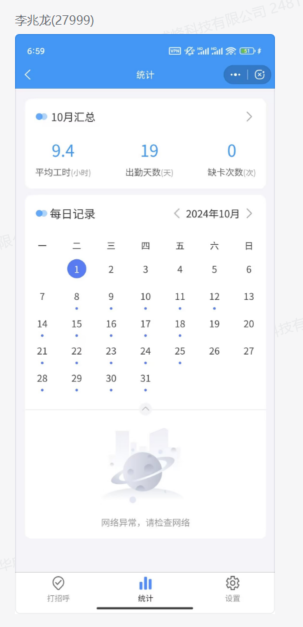 李兆龙(27999)
6:59
统计
10月汇总
9.4 19 0
平均工时(小时) 出勤天数(天) 缺卡次数(次)
每日记录 2024年10月
一 二 三 四 五 六 日
1 2 3 4 5 6
7 8 9 10 11 12 13
14 15 16 17 18 19 20
21 22 23 24 25 26 27
28 29 30 31
网络异常，请检查网络
打招呼 统计 设置